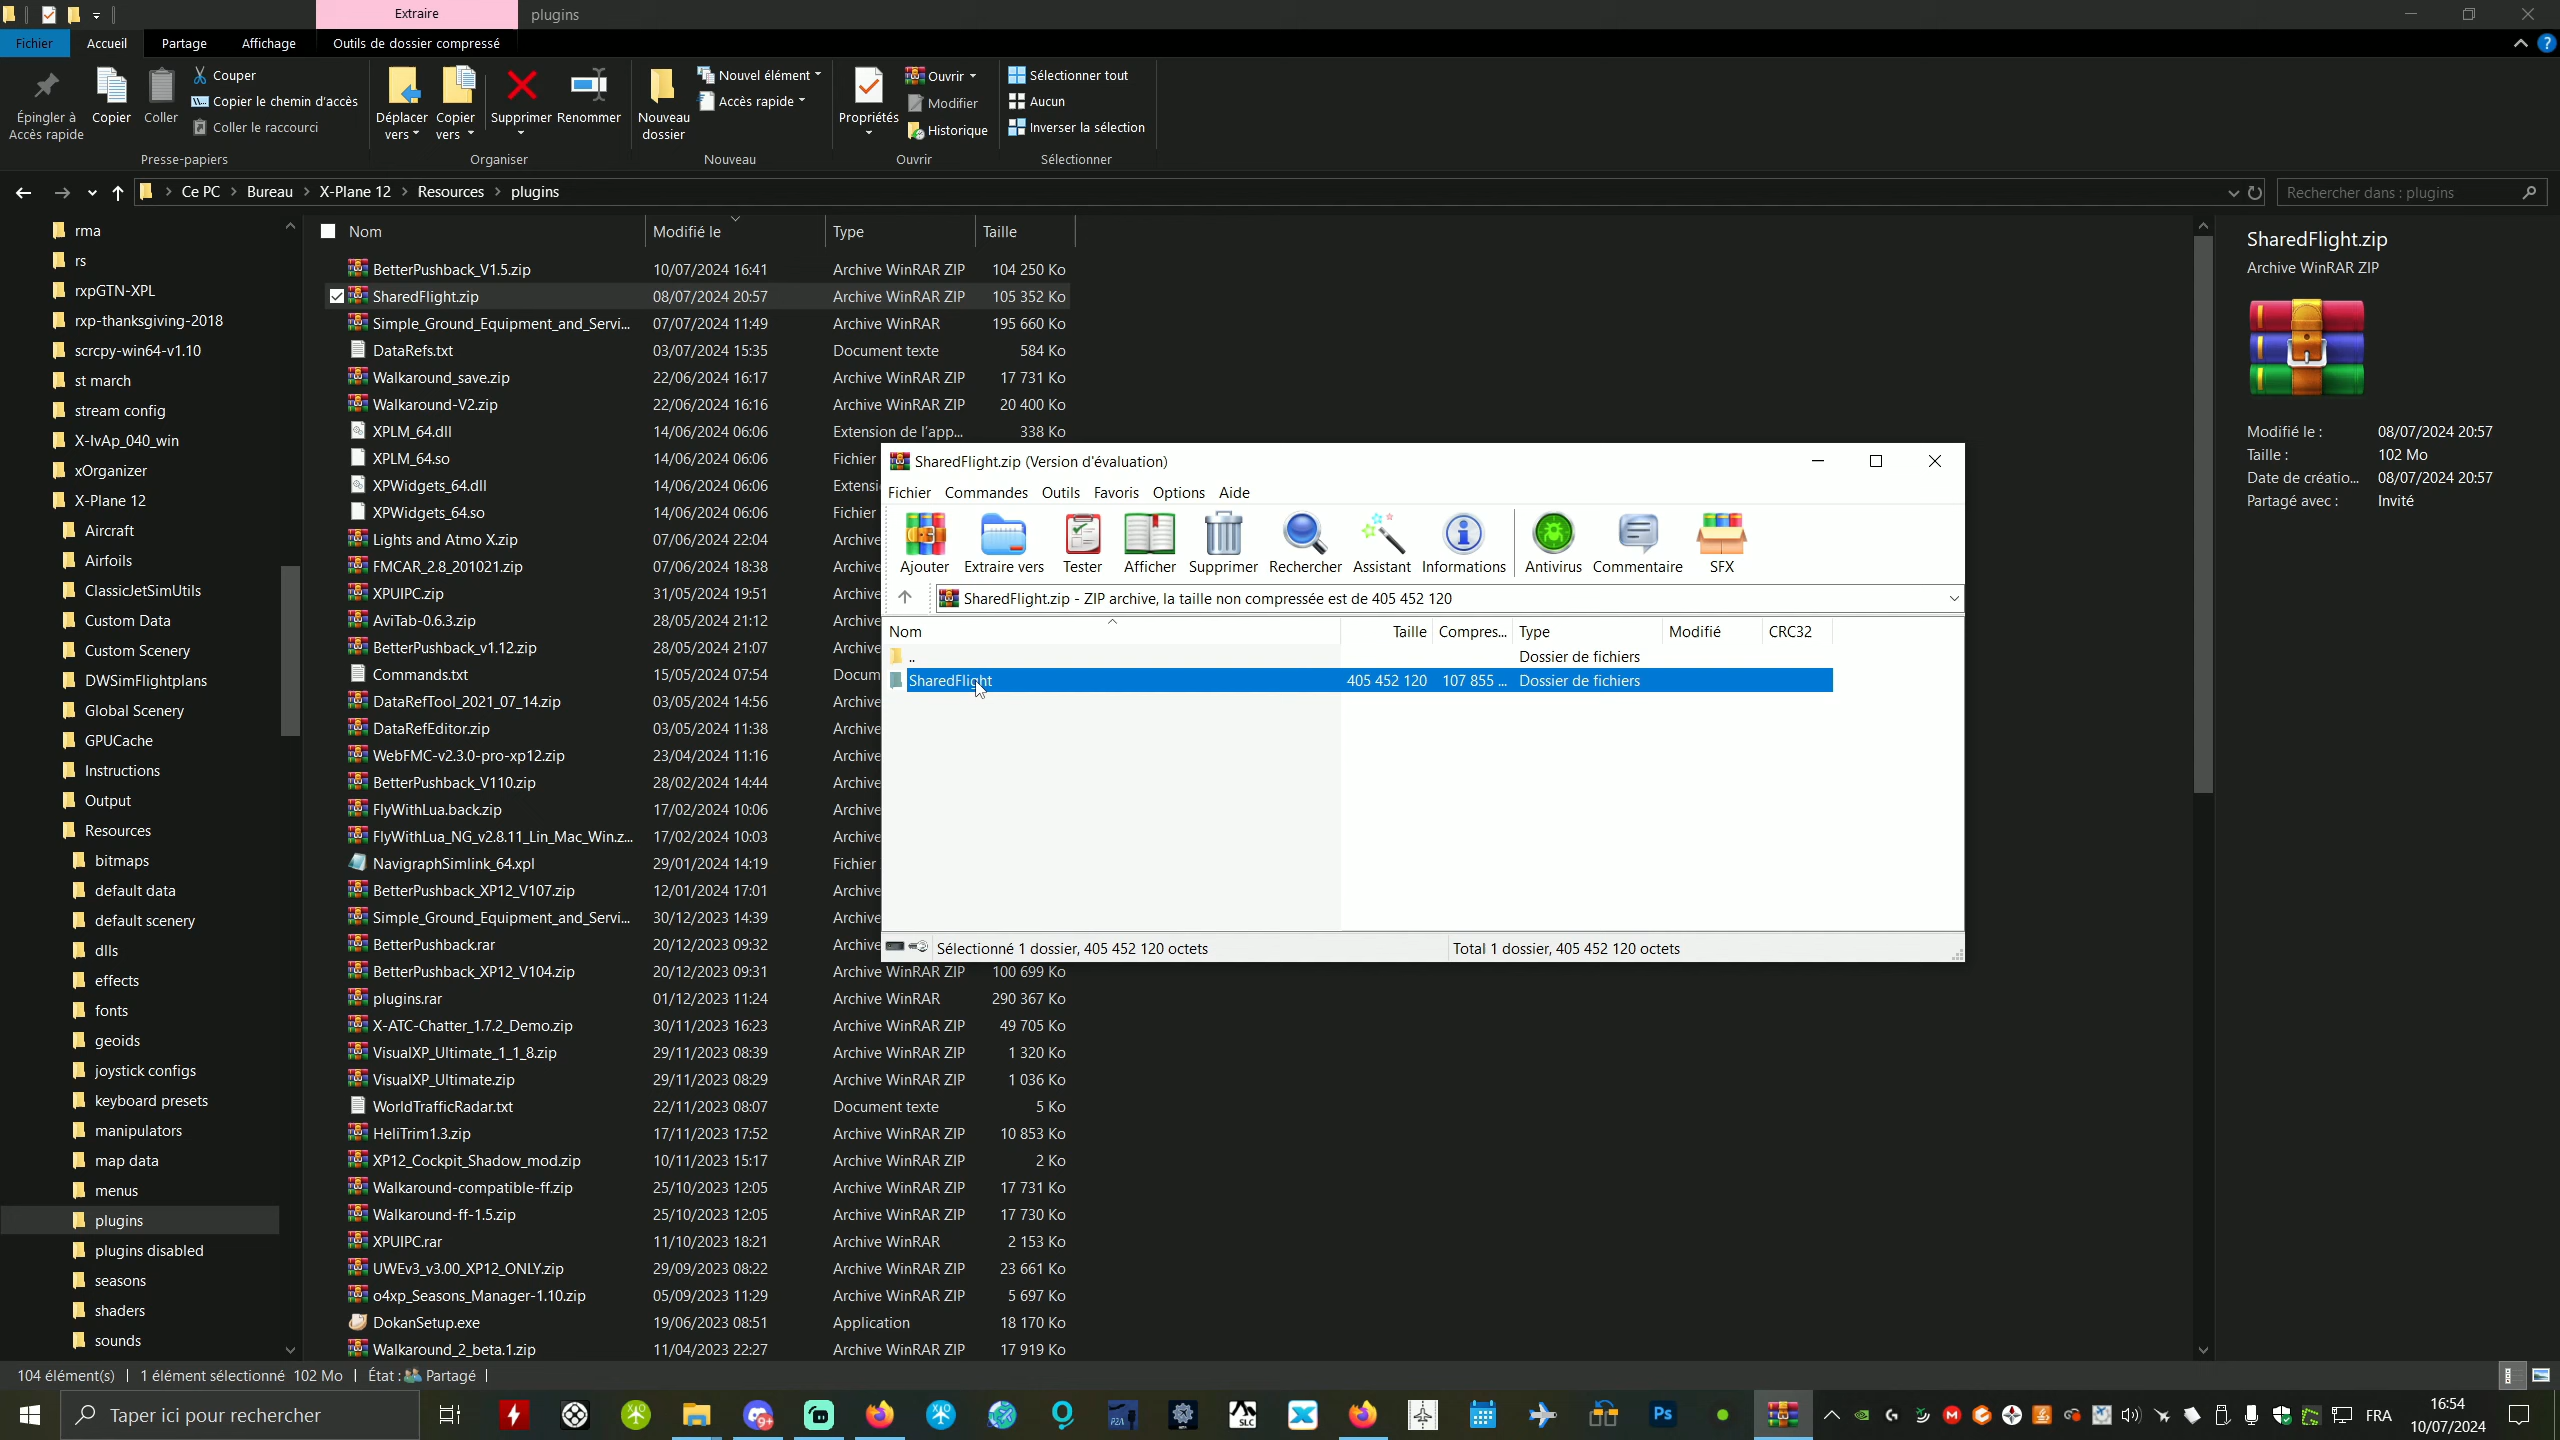 Extraire
plugins
Fichier
Accueil
Partage
Affichage
Outils de dossier compressé
Épingler à
Accès rapide
Copier
Coller
Couper
Copier le chemin d'accès
Coller le raccourci
Déplacer
vers
Copier
vers
Supprimer
Renommer
Nouveau
dossier
Nouvel élément
Accès rapide
Propriétés
Ouvrir
Modifier
Historique
Sélectionner tout
Aucun
Inverser la sélection
Presse-papiers
Organiser
Nouveau
Ouvrir
Sélectionner
Ce PC > Bureau > X-Plane 12 > Resources > plugins
Rechercher dans : plugins
rma
rs
rxpGTN-XPL
rxp-thanksgiving-2018
scrcpy-win64-v1.10
st march
stream config
X-IvAp_040_win
xOrganizer
X-Plane 12
Aircraft
Airfoils
ClassicJetSimUtils
Custom Data
Custom Scenery
DWSimFlightplans
Global Scenery
GPUCache
Instructions
Output
Resources
bitmaps
default data
default scenery
dlls
effects
fonts
geoids
joystick configs
keyboard presets
manipulators
map data
menus
plugins
plugins disabled
seasons
shaders
sounds
Nom Modifié le Type Taille
BetterPushback_V1.5.zip 10/07/2024 16:41 Archive WinRAR ZIP 104 250 Ko
SharedFlight.zip 08/07/2024 20:57 Archive WinRAR ZIP 105 352 Ko
Simple_Ground_Equipment_and_Servi... 07/07/2024 11:49 Archive WinRAR 195 660 Ko
DataRefs.txt 03/07/2024 15:35 Document texte 584 Ko
Walkaround_save.zip 22/06/2024 16:17 Archive WinRAR ZIP 17 731 Ko
Walkaround-V2.zip 22/06/2024 16:16 Archive WinRAR ZIP 20 400 Ko
XPLM_64.dll 14/06/2024 06:06 Extension de l'app... 338 Ko
XPLM_64.so 14/06/2024 06:06 Fichier
XPWidgets_64.dll 14/06/2024 06:06 Extensi
XPWidgets_64.so 14/06/2024 06:06 Fichier
Lights and Atmo X.zip 07/06/2024 22:04 Archive
FMCAR_2.8_201021.zip 07/06/2024 18:38 Archive
XPUIPC.zip 31/05/2024 19:51 Archive
AviTab-0.6.3.zip 28/05/2024 21:12 Archive
BetterPushback_v1.12.zip 28/05/2024 21:07 Archive
Commands.txt 15/05/2024 07:54 Docum
DataRefTool_2021_07_14.zip 03/05/2024 14:56 Archive
DataRefEditor.zip 03/05/2024 11:38 Archive
WebFMC-v2.3.0-pro-xp12.zip 23/04/2024 11:16 Archive
BetterPushback_V110.zip 28/02/2024 14:44 Archive
FlyWithLua.back.zip 17/02/2024 10:06 Archive
FlyWithLua_NG_v2.8.11_Lin_Mac_Win.z... 17/02/2024 10:03 Archive
NavigraphSimlink_64.xpl 29/01/2024 14:19 Fichier
BetterPushback_XP12_V107.zip 12/01/2024 17:01 Archive
Simple_Ground_Equipment_and_Servi... 30/12/2023 14:39 Archive
BetterPushback.rar 20/12/2023 09:32 Archive
BetterPushback_XP12_V104.zip 20/12/2023 09:31 Archive WinRAR ZIP 100 699 Ko
plugins.rar 01/12/2023 11:24 Archive WinRAR 290 367 Ko
X-ATC-Chatter_1.7.2_Demo.zip 30/11/2023 16:23 Archive WinRAR ZIP 49 705 Ko
VisualXP_Ultimate_1_1_8.zip 29/11/2023 08:39 Archive WinRAR ZIP 1 320 Ko
VisualXP_Ultimate.zip 29/11/2023 08:29 Archive WinRAR ZIP 1 036 Ko
WorldTrafficRadar.txt 22/11/2023 08:07 Document texte 5 Ko
HeliTrim1.3.zip 17/11/2023 17:52 Archive WinRAR ZIP 10 853 Ko
XP12_Cockpit_Shadow_mod.zip 10/11/2023 15:17 Archive WinRAR ZIP 2 Ko
Walkaround-compatible-ff.zip 25/10/2023 12:05 Archive WinRAR ZIP 17 731 Ko
Walkaround-ff-1.5.zip 25/10/2023 12:05 Archive WinRAR ZIP 17 730 Ko
XPUIPC.rar 11/10/2023 18:21 Archive WinRAR 2 153 Ko
UWEv3_v3.00_XP12_ONLY.zip 29/09/2023 08:22 Archive WinRAR ZIP 23 661 Ko
o4xp_Seasons_Manager-1.10.zip 05/09/2023 11:29 Archive WinRAR ZIP 5 697 Ko
DokanSetup.exe 19/06/2023 08:51 Application 18 170 Ko
Walkaround_2_beta.1.zip 11/04/2023 22:27 Archive WinRAR ZIP 17 919 Ko
SharedFlight.zip (Version d'évaluation)
Fichier Commandes Outils Favoris Options Aide
Ajouter Extraire vers Tester Afficher Supprimer Rechercher Assistant Informations Antivirus Commentaire SFX
SharedFlight.zip - ZIP archive, la taille non compressée est de 405 452 120
Nom Taille Compres... Type Modifié CRC32
.. Dossier de fichiers
SharedFlight 405 452 120 107 855 ... Dossier de fichiers
Sélectionné 1 dossier, 405 452 120 octets
Total 1 dossier, 405 452 120 octets
SharedFlight.zip
Archive WinRAR ZIP
Modifié le : 08/07/2024 20:57
Taille : 102 Mo
Date de créatio... 08/07/2024 20:57
Partagé avec : Invité
104 élément(s) 1 élément sélectionné 102 Mo État : Partagé
Taper ici pour rechercher
9+
P2A
SLC
Ps
FRA
16:54
10/07/2024